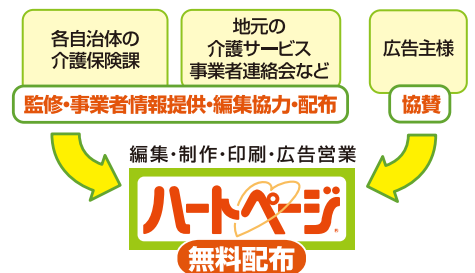 各自治体の
介護保険課
地元の
介護サービス
事業者連絡会など
監修・事業者情報提供・編集協力・配布
広告主様
協賛
編集・制作・印刷・広告営業
ハートページ
無料配布